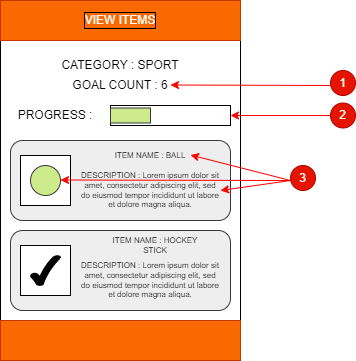 VIEW ITEMS
CATEGORY : SPORT
GOAL COUNT : 6
1
PROGRESS :
2
ITEM NAME : BALL
DESCRIPTION : Lorem ipsum dolor sit
amet, consectetur adipiscing elit, sed
do eiusmod tempor incididunt ut labore
et dolore magna aliqua.
3
ITEM NAME : HOCKEY
STICK
DESCRIPTION : Lorem ipsum dolor sit
amet, consectetur adipiscing elit, sed
do eiusmod tempor incididunt ut labore
et dolore magna aliqua.